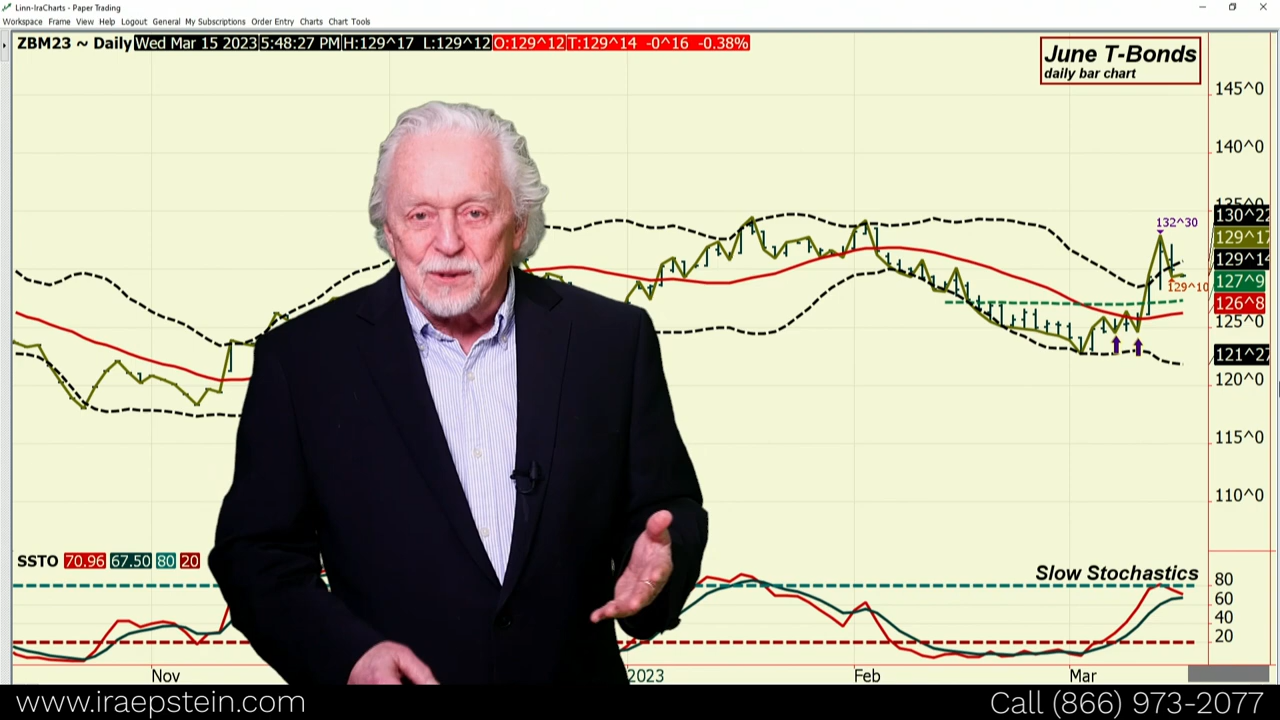 Linn-IraCharts - Paper Trading
Workspace Frame View Help Logout General My Subscriptions Order Entry Charts Chart Tools
ZBM23 ~ Daily Wed Mar 15 2023 5:48:27 PM H:129^17 L:129^12 O:129^12 T:129^14 -0^16 -0.38%
June T-Bonds
daily bar chart
145^0
140^0
130^22
132^30
129^17
129^14
127^9
129^10
126^8
125^0
121^27
120^0
115^0
110^0
SSTO 70.96 67.50 80 20
Slow Stochastics
80
60
40
20
Nov 2023 Feb Mar
www.iraepstein.com Call (866) 973-2077